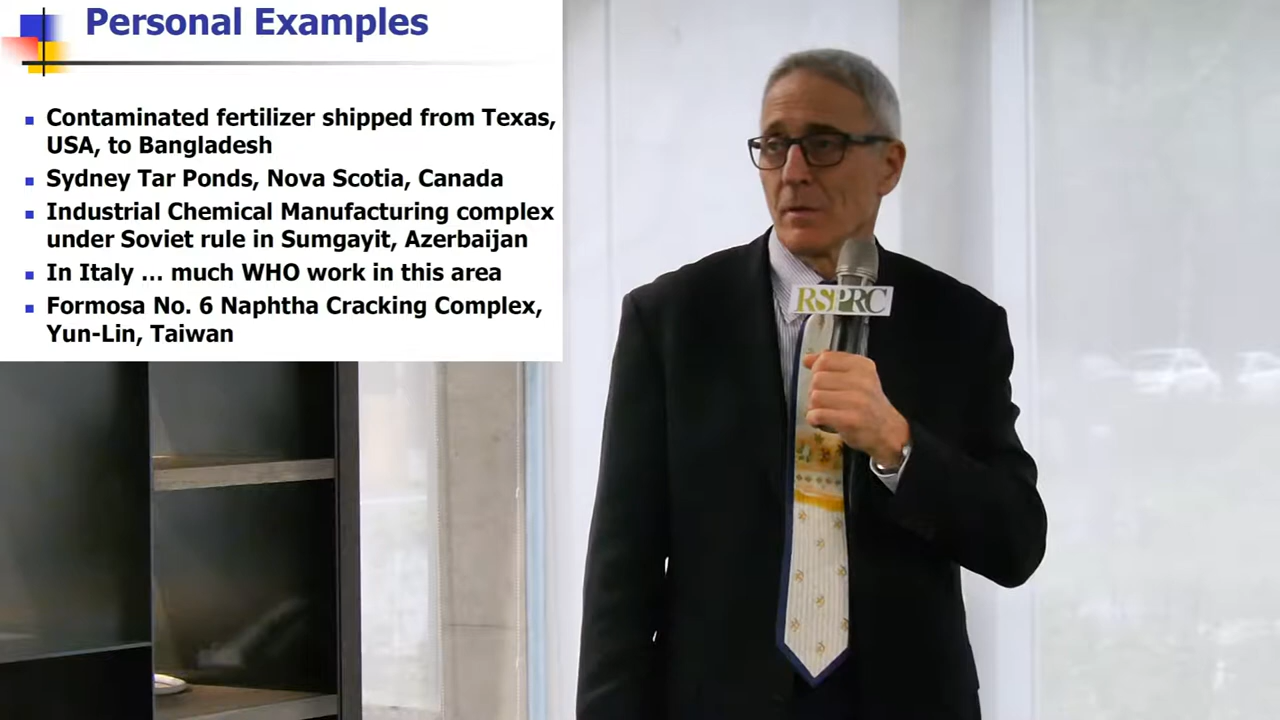 Personal Examples
Contaminated fertilizer shipped from Texas,
USA, to Bangladesh
Sydney Tar Ponds, Nova Scotia, Canada
Industrial Chemical Manufacturing complex
under Soviet rule in Sumgayit, Azerbaijan
In Italy … much WHO work in this area
Formosa No. 6 Naphtha Cracking Complex,
Yun-Lin, Taiwan
RSPRC